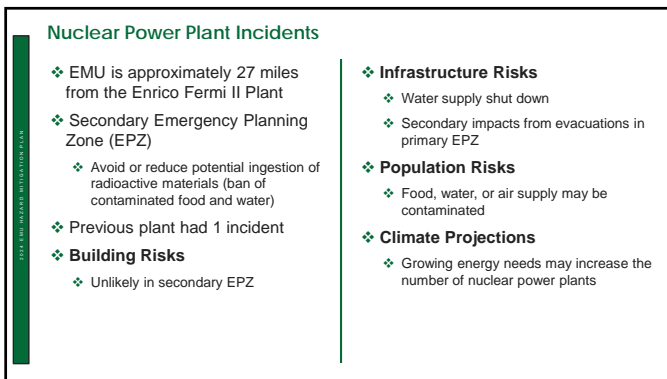 Nuclear Power Plant Incidents
2024 EMU HAZARD MITIGATION PLAN
❖ EMU is approximately 27 miles
from the Enrico Fermi II Plant
❖ Secondary Emergency Planning
Zone (EPZ)
❖ Avoid or reduce potential ingestion of
radioactive materials (ban of
contaminated food and water)
❖ Previous plant had 1 incident
❖ Building Risks
❖ Unlikely in secondary EPZ
❖ Infrastructure Risks
❖ Water supply shut down
❖ Secondary impacts from evacuations in
primary EPZ
❖ Population Risks
❖ Food, water, or air supply may be
contaminated
❖ Climate Projections
❖ Growing energy needs may increase the
number of nuclear power plants